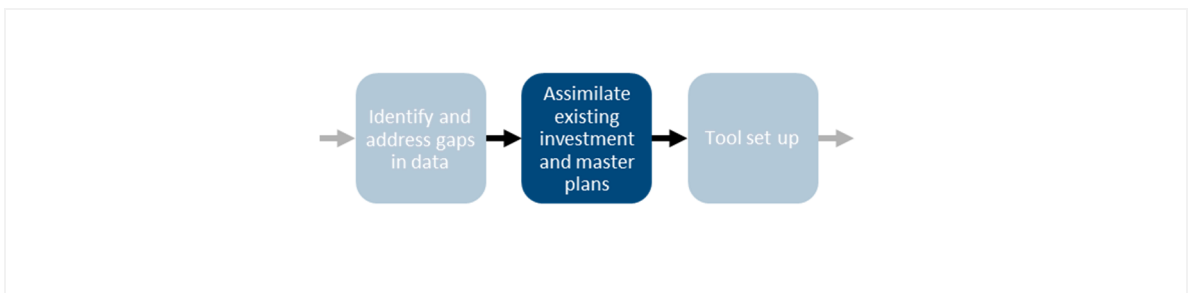 Identify and
address gaps
in data
Assimilate
existing
investment
and master
plans
Tool set up